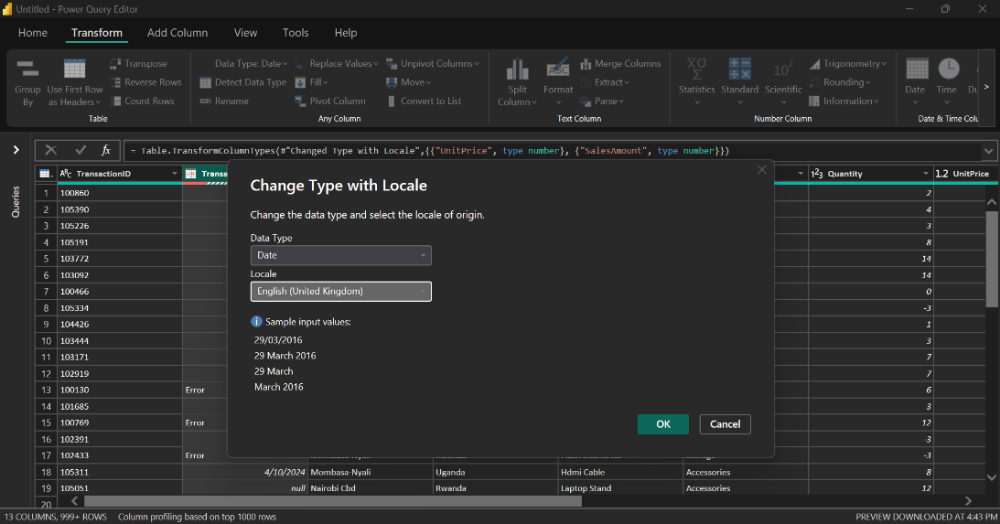 Untitled - Power Query Editor
Home Transform Add Column View Tools Help
Group By
Use First Row as Headers
Transpose
Reverse Rows
Count Rows
Table
Data Type: Date
Detect Data Type
Rename
Replace Values
Fill
Pivot Column
Unpivot Columns
Move
Convert to List
Any Column
Split Column
Format
Merge Columns
Extract
Parse
Text Column
Statistics
Standard
Scientific
Trigonometry
Rounding
Information
Number Column
Date
Time
Du
Date & Time Colu
fx = Table.TransformColumnTypes(#"Changed Type with Locale",{{"UnitPrice", type number}, {"SalesAmount", type number}})
Queries
TransactionID Transa Quantity 1.2 UnitPrice
1 100860 2
2 105390 4
3 105226 3
4 105191 8
5 103772 14
6 103092 14
7 100466 0
8 105334 -3
9 104426 1
10 103444 3
11 103171 7
12 102919 7
13 100130 Error 6
14 101685 3
15 100769 Error 12
16 102391 -3
17 102433 Error -3
18 105311 4/10/2024 Mombasa-Nyali Uganda Hdmi Cable Accessories 8
19 105051 null Nairobi Cbd Rwanda Laptop Stand Accessories 12
20
Change Type with Locale
Change the data type and select the locale of origin.
Data Type
Date
Locale
English (United Kingdom)
Sample input values:
29/03/2016
29 March 2016
29 March
March 2016
OK Cancel
13 COLUMNS, 999+ ROWS Column profiling based on top 1000 rows PREVIEW DOWNLOADED AT 4:43 PM